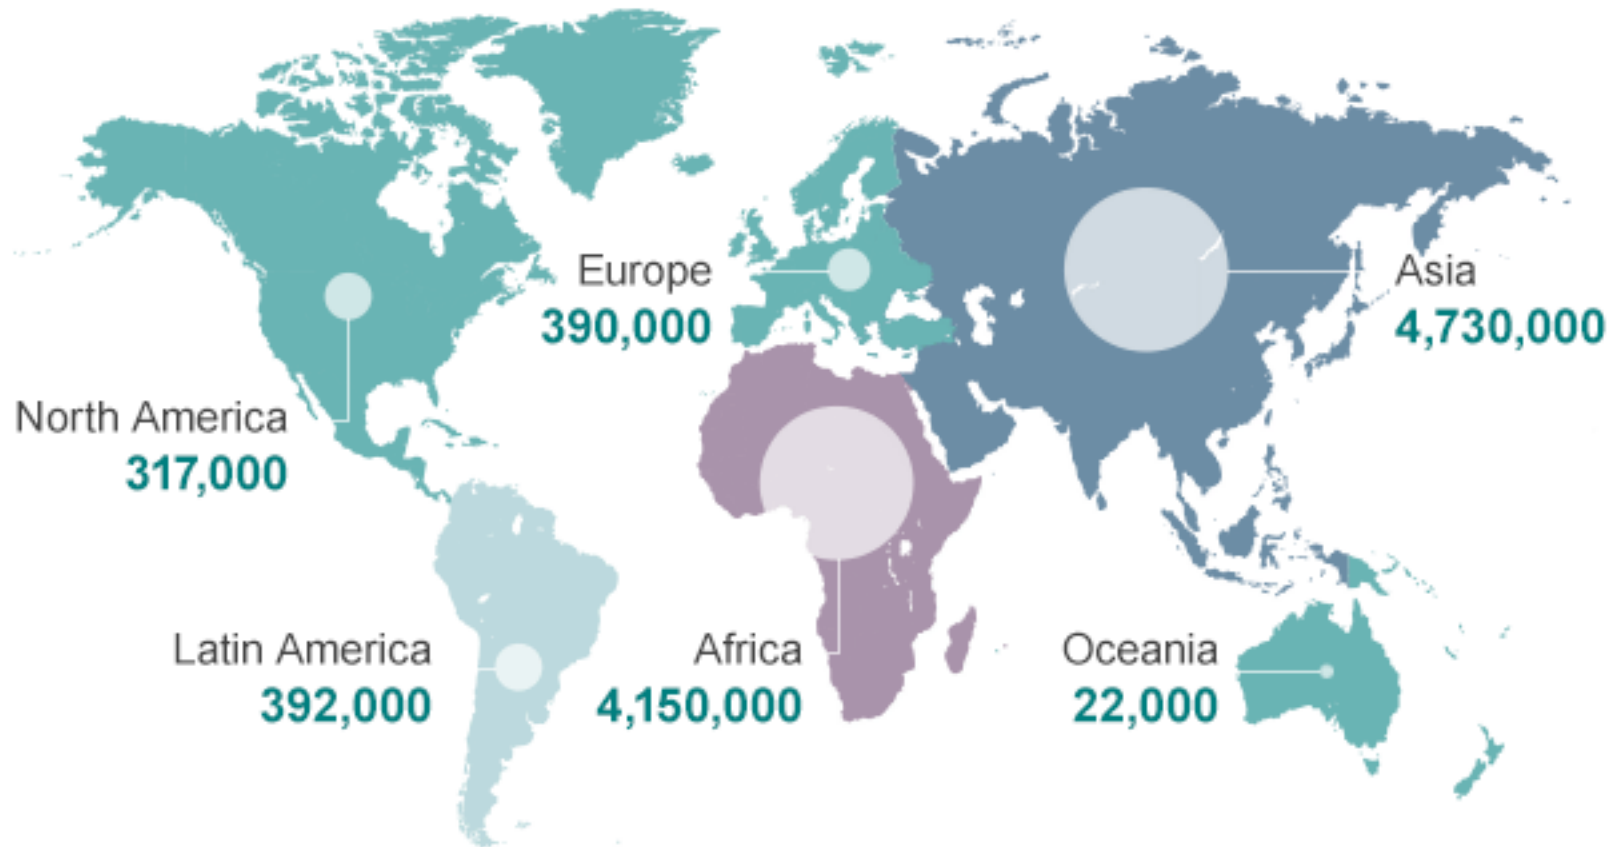 Europe
390,000
Asia
4,730,000
North America
317,000
Latin America
392,000
Africa
4,150,000
Oceania
22,000